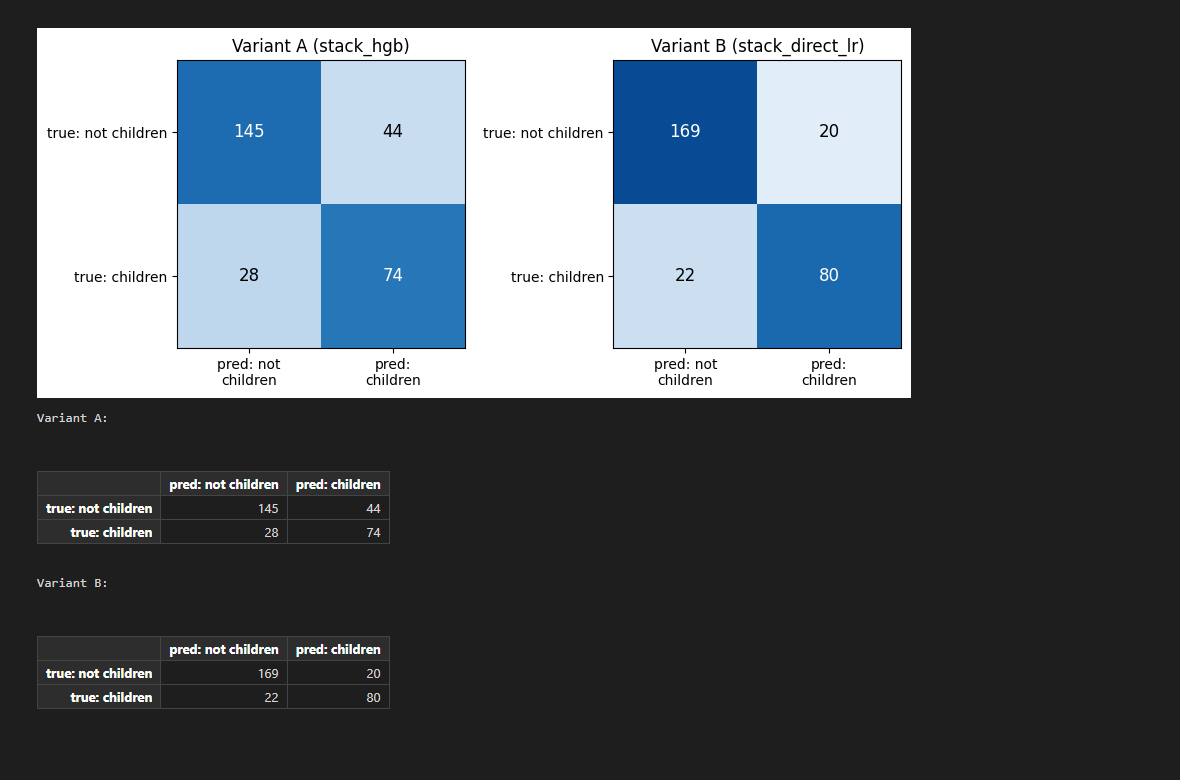 Variant A (stack_hgb)
Variant B (stack_direct_lr)
true: not children
145
44
true: not children
169
20
true: children
28
74
true: children
22
80
pred: not
children
pred:
children
pred: not
children
pred:
children
Variant A:
pred: not children pred: children
true: not children 145 44
true: children 28 74
Variant B:
pred: not children pred: children
true: not children 169 20
true: children 22 80